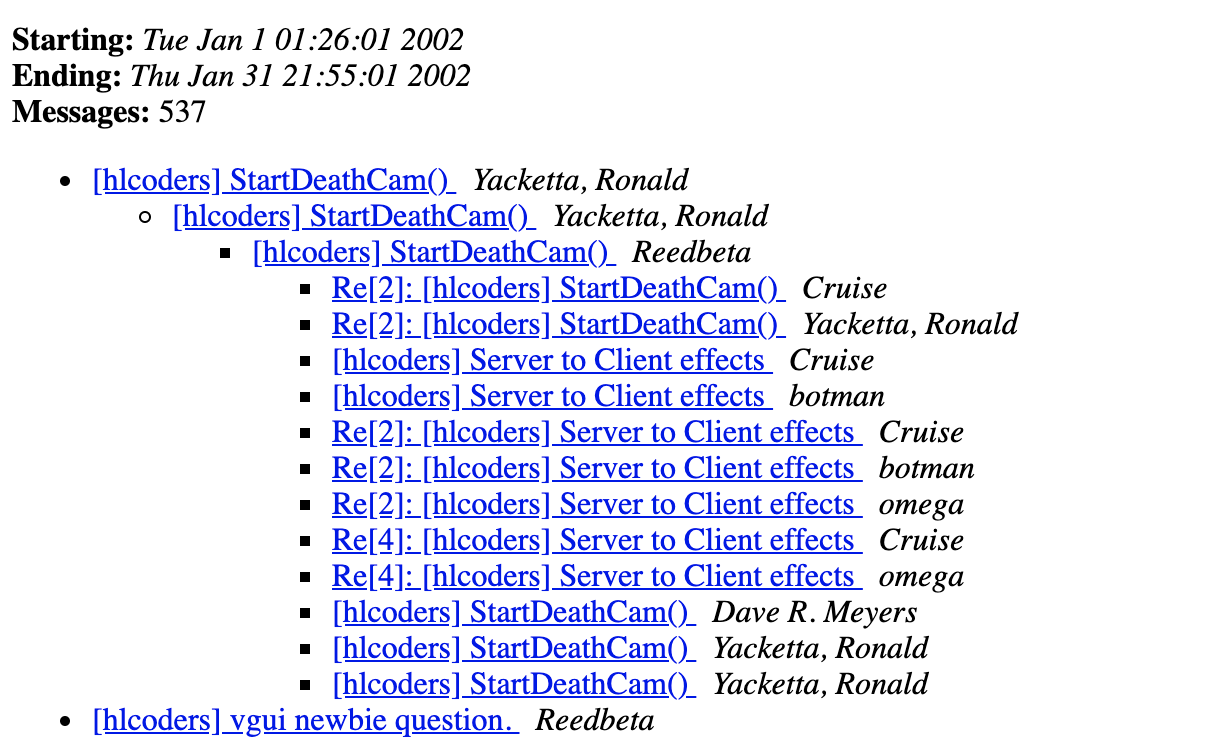 Starting: Tue Jan 1 01:26:01 2002
Ending: Thu Jan 31 21:55:01 2002
Messages: 537
[hlcoders] StartDeathCam() Yacketta, Ronald
[hlcoders] StartDeathCam() Yacketta, Ronald
[hlcoders] StartDeathCam() Reedbeta
Re[2]: [hlcoders] StartDeathCam() Cruise
Re[2]: [hlcoders] StartDeathCam() Yacketta, Ronald
[hlcoders] Server to Client effects Cruise
[hlcoders] Server to Client effects botman
Re[2]: [hlcoders] Server to Client effects Cruise
Re[2]: [hlcoders] Server to Client effects botman
Re[2]: [hlcoders] Server to Client effects omega
Re[4]: [hlcoders] Server to Client effects Cruise
Re[4]: [hlcoders] Server to Client effects omega
[hlcoders] StartDeathCam() Dave R. Meyers
[hlcoders] StartDeathCam() Yacketta, Ronald
[hlcoders] StartDeathCam() Yacketta, Ronald
[hlcoders] vgui newbie question. Reedbeta